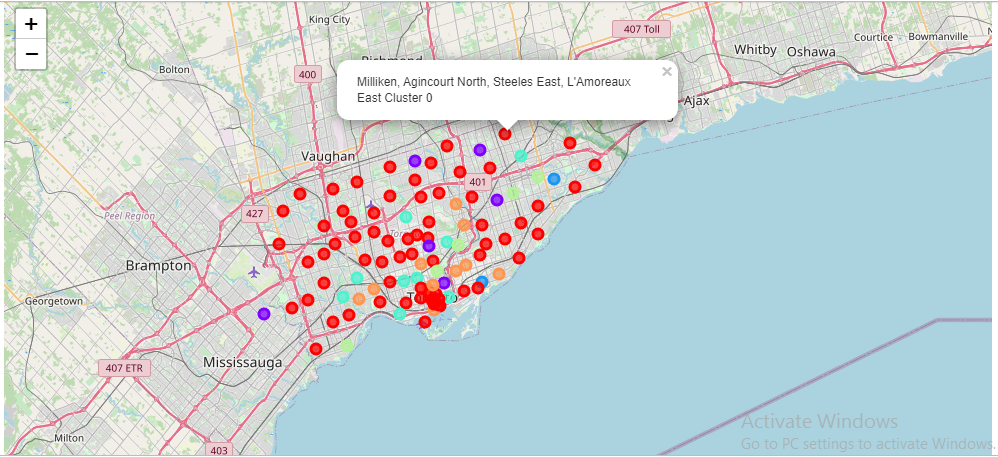 +
−
King City
407 Toll
Courtice
Bowmanville
Whitby
Oshawa
Bolton
400
Richmond
×
Milliken, Agincourt North, Steeles East, L'Amoreaux
East Cluster 0
Ajax
Vaughan
401
427
Peel Region
Brampton
Georgetown
407 ETR
Mississauga
Milton
403
Activate Windows
Go to PC settings to activate Windows.